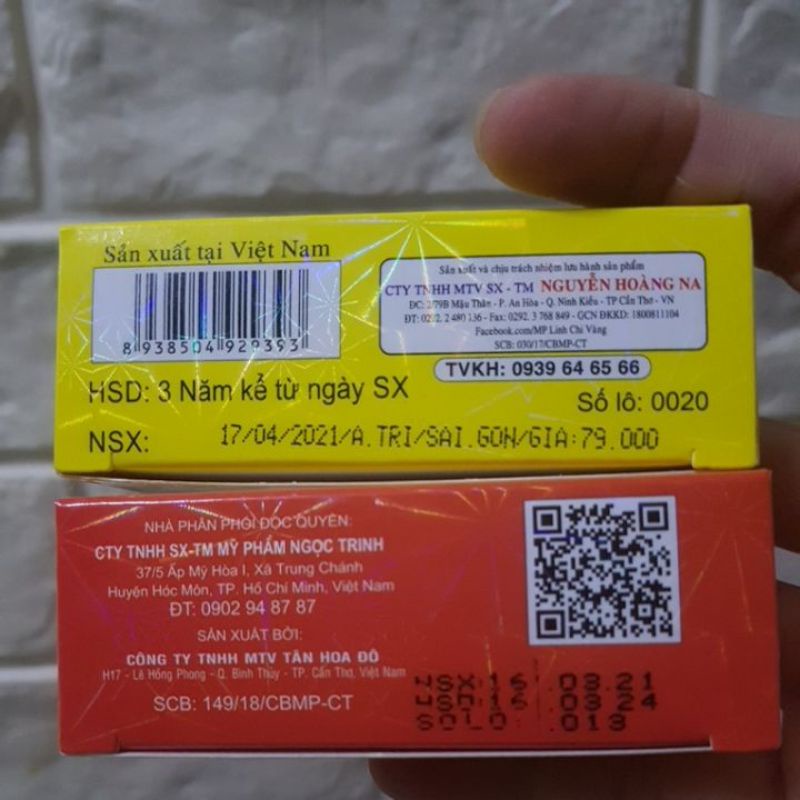 Sản xuất tại Việt Nam
8 938504 929393
Sản xuất và chịu trách nhiệm lưu hành sản phẩm
CTY TNHH MTV SX - TM NGUYỄN HOÀNG NA
ĐC: 2/79B Mậu Thân - P. An Hòa - Q. Ninh Kiều - TP Cần Thơ - VN
ĐT: 0292. 2 480 136 - Fax: 0292. 3 768 849 - GCN ĐKKD: 1800811104
Facebook.com/MP Linh Chi Vàng
SCB: 030/17/CBMP-CT
TVKH: 0939 64 65 66
HSD: 3 Năm kể từ ngày SX
Số lô: 0020
NSX: 17/04/2021/A.TRI/SAI.GON/GIA:79.000
NHÀ PHÂN PHỐI ĐỘC QUYỀN:
CTY TNHH SX-TM MỸ PHẨM NGỌC TRINH
37/5 Ấp Mỹ Hòa I, Xã Trung Chánh
Huyện Hóc Môn, TP. Hồ Chí Minh, Việt Nam
ĐT: 0902 94 87 87
SẢN XUẤT BỞI:
CÔNG TY TNHH MTV TÂN HOA ĐÔ
H17 - Lê Hồng Phong - Q. Bình Thủy - TP. Cần Thơ, Việt Nam
SCB: 149/18/CBMP-CT
NSX:16 .03.21
HSD:16 .03.24
SOLO :013